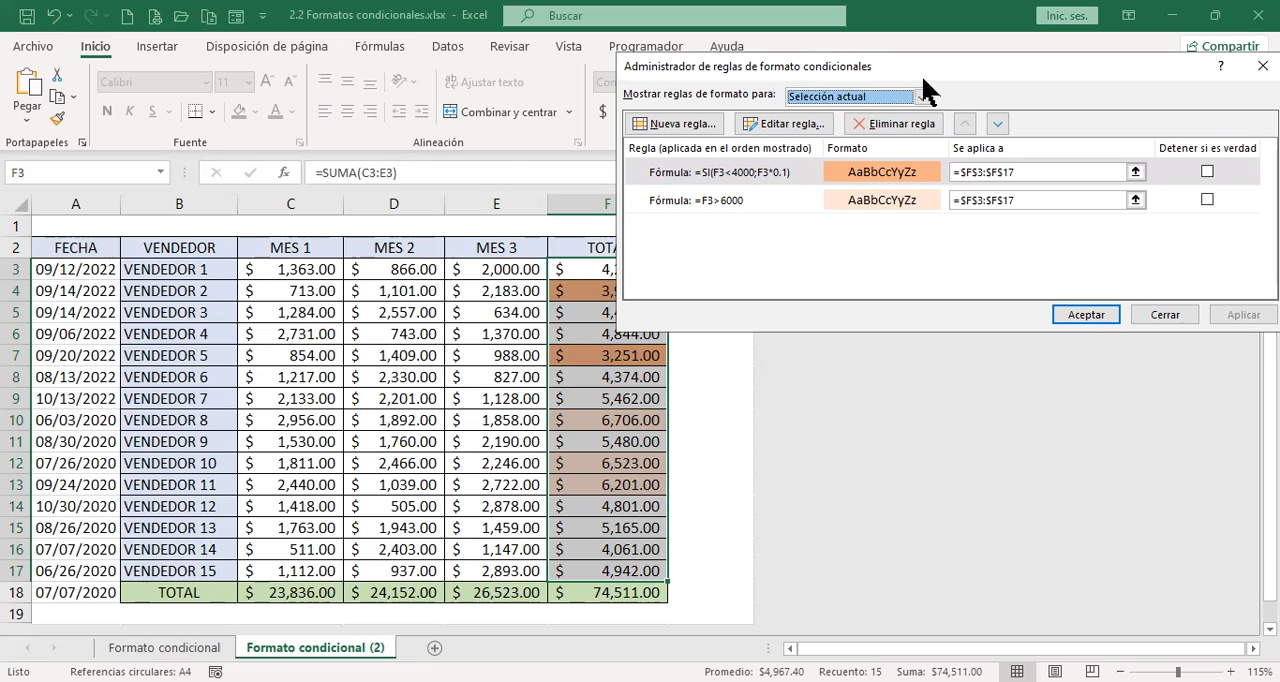 2.2 Formatos condicionales.xlsx - Excel
Buscar
Inic. ses.
Archivo Inicio Insertar Disposición de página Fórmulas Datos Revisar Vista Programador Ayuda
Compartir
Pegar
Portapapeles
Calibri 11
N K S
Fuente
Ajustar texto
Combinar y centrar
Alineación
$
Administrador de reglas de formato condicionales
Mostrar reglas de formato para: Selección actual
Nueva regla... Editar regla... Eliminar regla
Regla (aplicada en el orden mostrado) Formato Se aplica a Detener si es verdad
Fórmula: =SI(F3<4000;F3*0.1) AaBbCcYyZz =$F$3:$F$17
Fórmula: =F3>6000 AaBbCcYyZz =$F$3:$F$17
Aceptar Cerrar Aplicar
F3 fx =SUMA(C3:E3)
A B C D E F
1
2 FECHA VENDEDOR MES 1 MES 2 MES 3
3 09/12/2022 VENDEDOR 1 $ 1,363.00 $ 866.00 $ 2,000.00 $
4 09/14/2022 VENDEDOR 2 $ 713.00 $ 1,101.00 $ 2,183.00 $
5 09/14/2022 VENDEDOR 3 $ 1,284.00 $ 2,557.00 $ 634.00 $
6 09/06/2022 VENDEDOR 4 $ 2,731.00 $ 743.00 $ 1,370.00 $ 4,844.00
7 09/20/2022 VENDEDOR 5 $ 854.00 $ 1,409.00 $ 988.00 $ 3,251.00
8 08/13/2022 VENDEDOR 6 $ 1,217.00 $ 2,330.00 $ 827.00 $ 4,374.00
9 10/13/2022 VENDEDOR 7 $ 2,133.00 $ 2,201.00 $ 1,128.00 $ 5,462.00
10 06/03/2020 VENDEDOR 8 $ 2,956.00 $ 1,892.00 $ 1,858.00 $ 6,706.00
11 08/30/2020 VENDEDOR 9 $ 1,530.00 $ 1,760.00 $ 2,190.00 $ 5,480.00
12 07/26/2020 VENDEDOR 10 $ 1,811.00 $ 2,466.00 $ 2,246.00 $ 6,523.00
13 09/24/2020 VENDEDOR 11 $ 2,440.00 $ 1,039.00 $ 2,722.00 $ 6,201.00
14 10/30/2020 VENDEDOR 12 $ 1,418.00 $ 505.00 $ 2,878.00 $ 4,801.00
15 08/26/2020 VENDEDOR 13 $ 1,763.00 $ 1,943.00 $ 1,459.00 $ 5,165.00
16 07/07/2020 VENDEDOR 14 $ 511.00 $ 2,403.00 $ 1,147.00 $ 4,061.00
17 06/26/2020 VENDEDOR 15 $ 1,112.00 $ 937.00 $ 2,893.00 $ 4,942.00
18 07/07/2020 TOTAL $ 23,836.00 $ 24,152.00 $ 26,523.00 $ 74,511.00
19
Formato condicional Formato condicional (2)
Listo Referencias circulares: A4 Promedio: $4,967.40 Recuento: 15 Suma: $74,511.00 115%